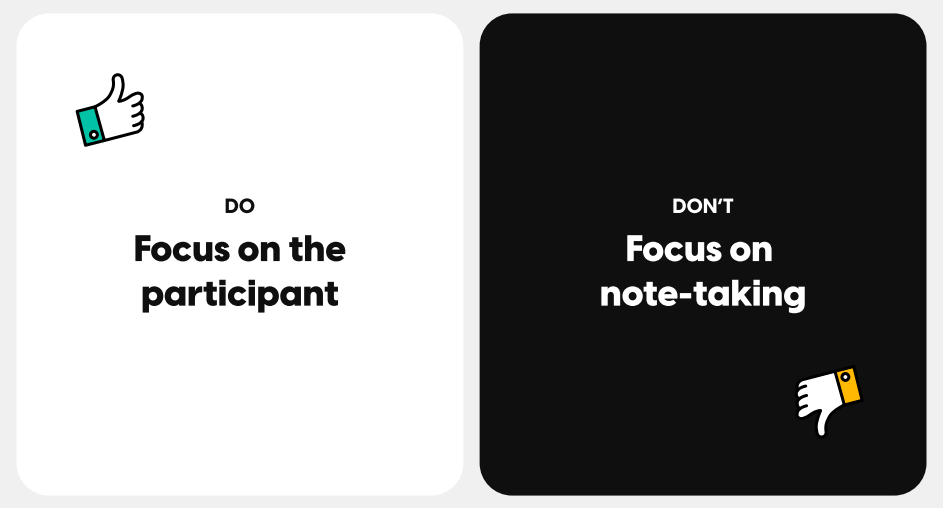 DO
Focus on the
participant
DON’T
Focus on
note-taking